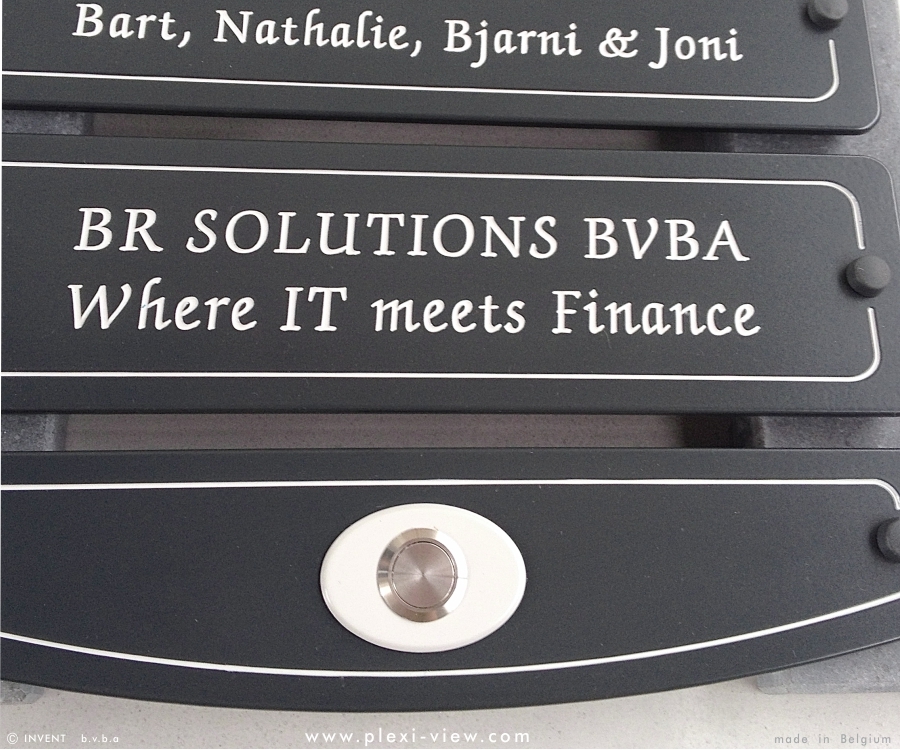 Bart, Nathalie, Bjarni & Joni
BR SOLUTIONS BVBA
Where IT meets Finance
© INVENT b.v.b.a www.plexi-view.com made in Belgium